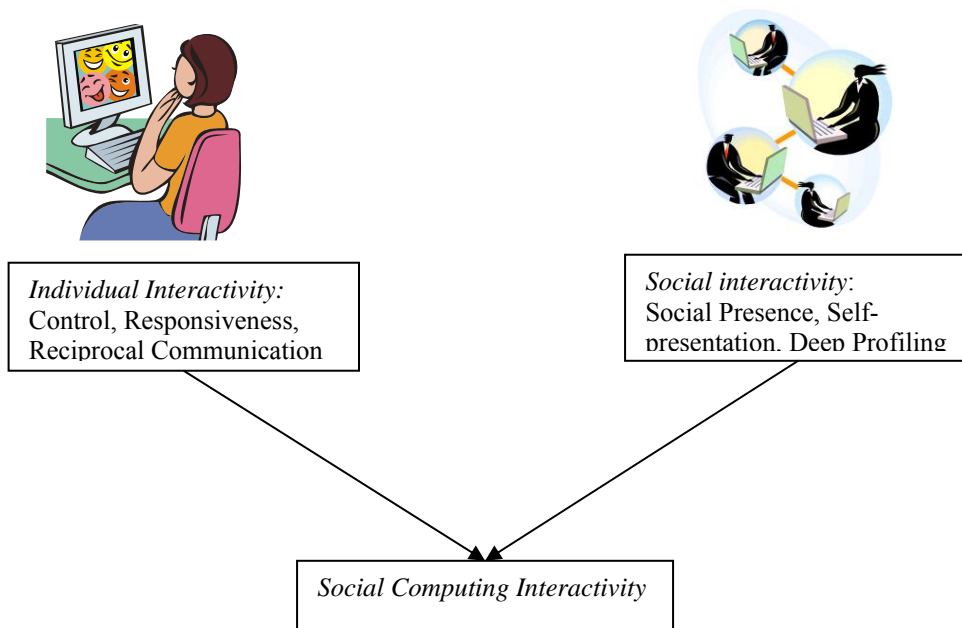 Individual Interactivity:
Control, Responsiveness,
Reciprocal Communication
Social interactivity:
Social Presence, Self-
presentation, Deep Profiling
Social Computing Interactivity